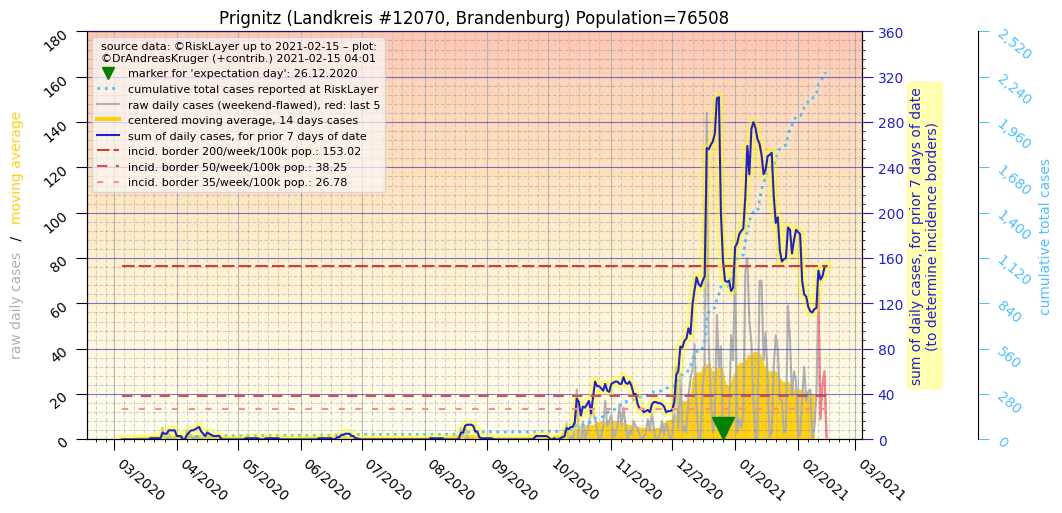 Prignitz (Landkreis #12070, Brandenburg) Population=76508
source data: ©RiskLayer up to 2021-02-15 – plot:
©DrAndreasKruger (+contrib.) 2021-02-15 04:01
marker for 'expectation day': 26.12.2020
cumulative total cases reported at RiskLayer
raw daily cases (weekend-flawed), red: last 5
centered moving average, 14 days cases
sum of daily cases, for prior 7 days of date
incid. border 200/week/100k pop.: 153.02
incid. border 50/week/100k pop.: 38.25
incid. border 35/week/100k pop.: 26.78
raw daily cases / moving average
180
160
140
120
100
80
60
40
20
0
03/2020
04/2020
05/2020
06/2020
07/2020
08/2020
09/2020
10/2020
11/2020
12/2020
01/2021
02/2021
03/2021
360
320
280
240
200
160
120
80
40
0
sum of daily cases, for prior 7 days of date
(to determine incidence borders)
2,520
2,240
1,960
1,680
1,400
1,120
840
560
280
0
cumulative total cases